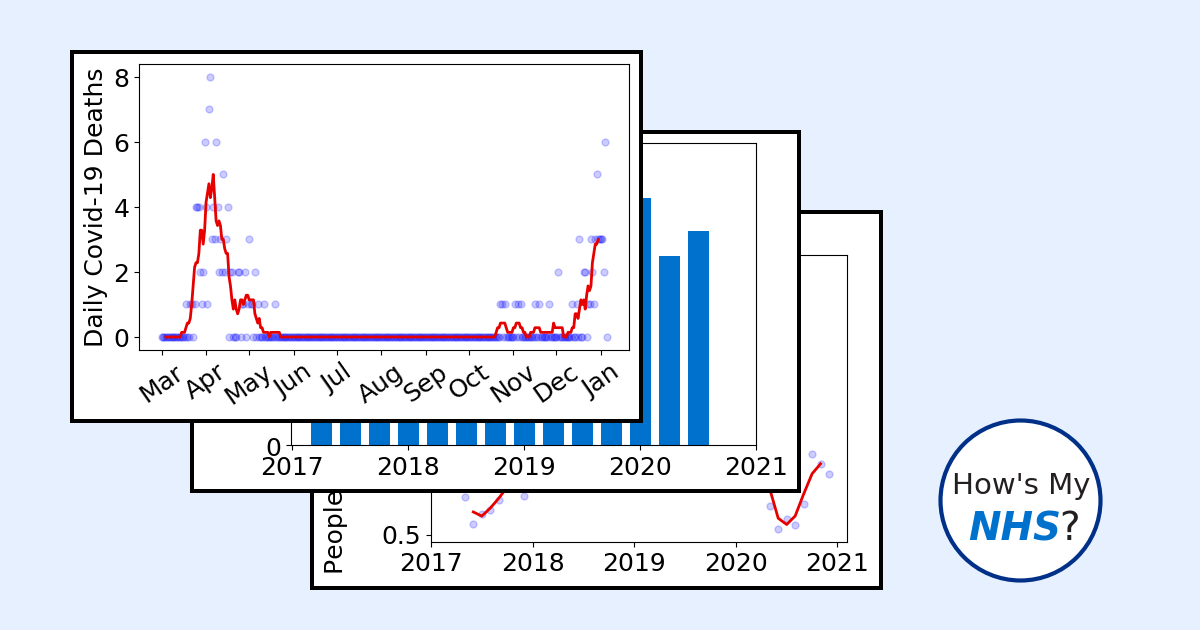 Daily Covid-19 Deaths
8
6
4
2
0
Mar Apr May Jun Jul Aug Sep Oct Nov Dec Jan
0
2017 2018 2019 2020 2021
People
0.5
2017 2018 2019 2020 2021
How's My
NHS?